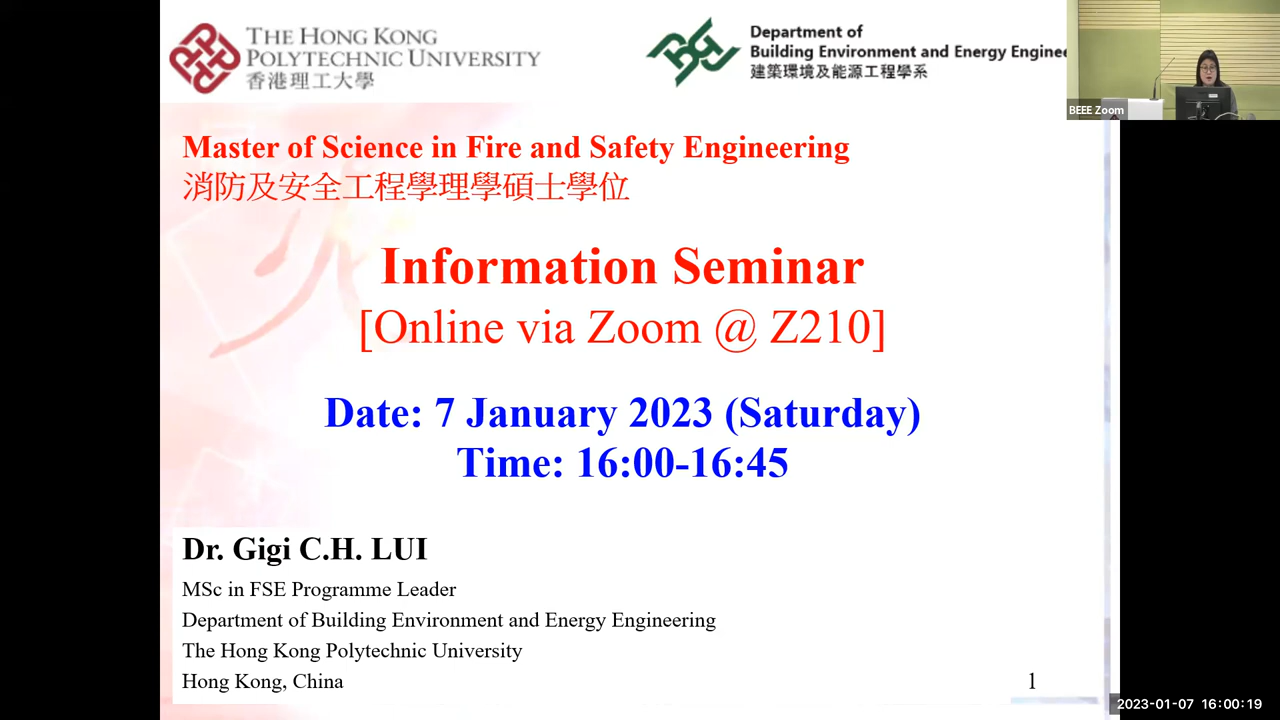 THE HONG KONG
POLYTECHNIC UNIVERSITY
香港理工大學
Department of
Building Environment and Energy Enginee
建築環境及能源工程學系
BEEE Zoom
Master of Science in Fire and Safety Engineering
消防及安全工程學理學碩士學位
Information Seminar
[Online via Zoom @ Z210]
Date: 7 January 2023 (Saturday)
Time: 16:00-16:45
Dr. Gigi C.H. LUI
MSc in FSE Programme Leader
Department of Building Environment and Energy Engineering
The Hong Kong Polytechnic University
Hong Kong, China
1
2023-01-07 16:00:19